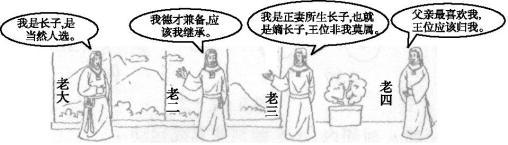 我是长子,是
当然人选。
我德才兼备,应
该我继承。
我是正妻所生长子,也就
是嫡长子,王位非我莫属。
父亲最喜欢我,
王位应该归我。
老大
老二
老三
老四